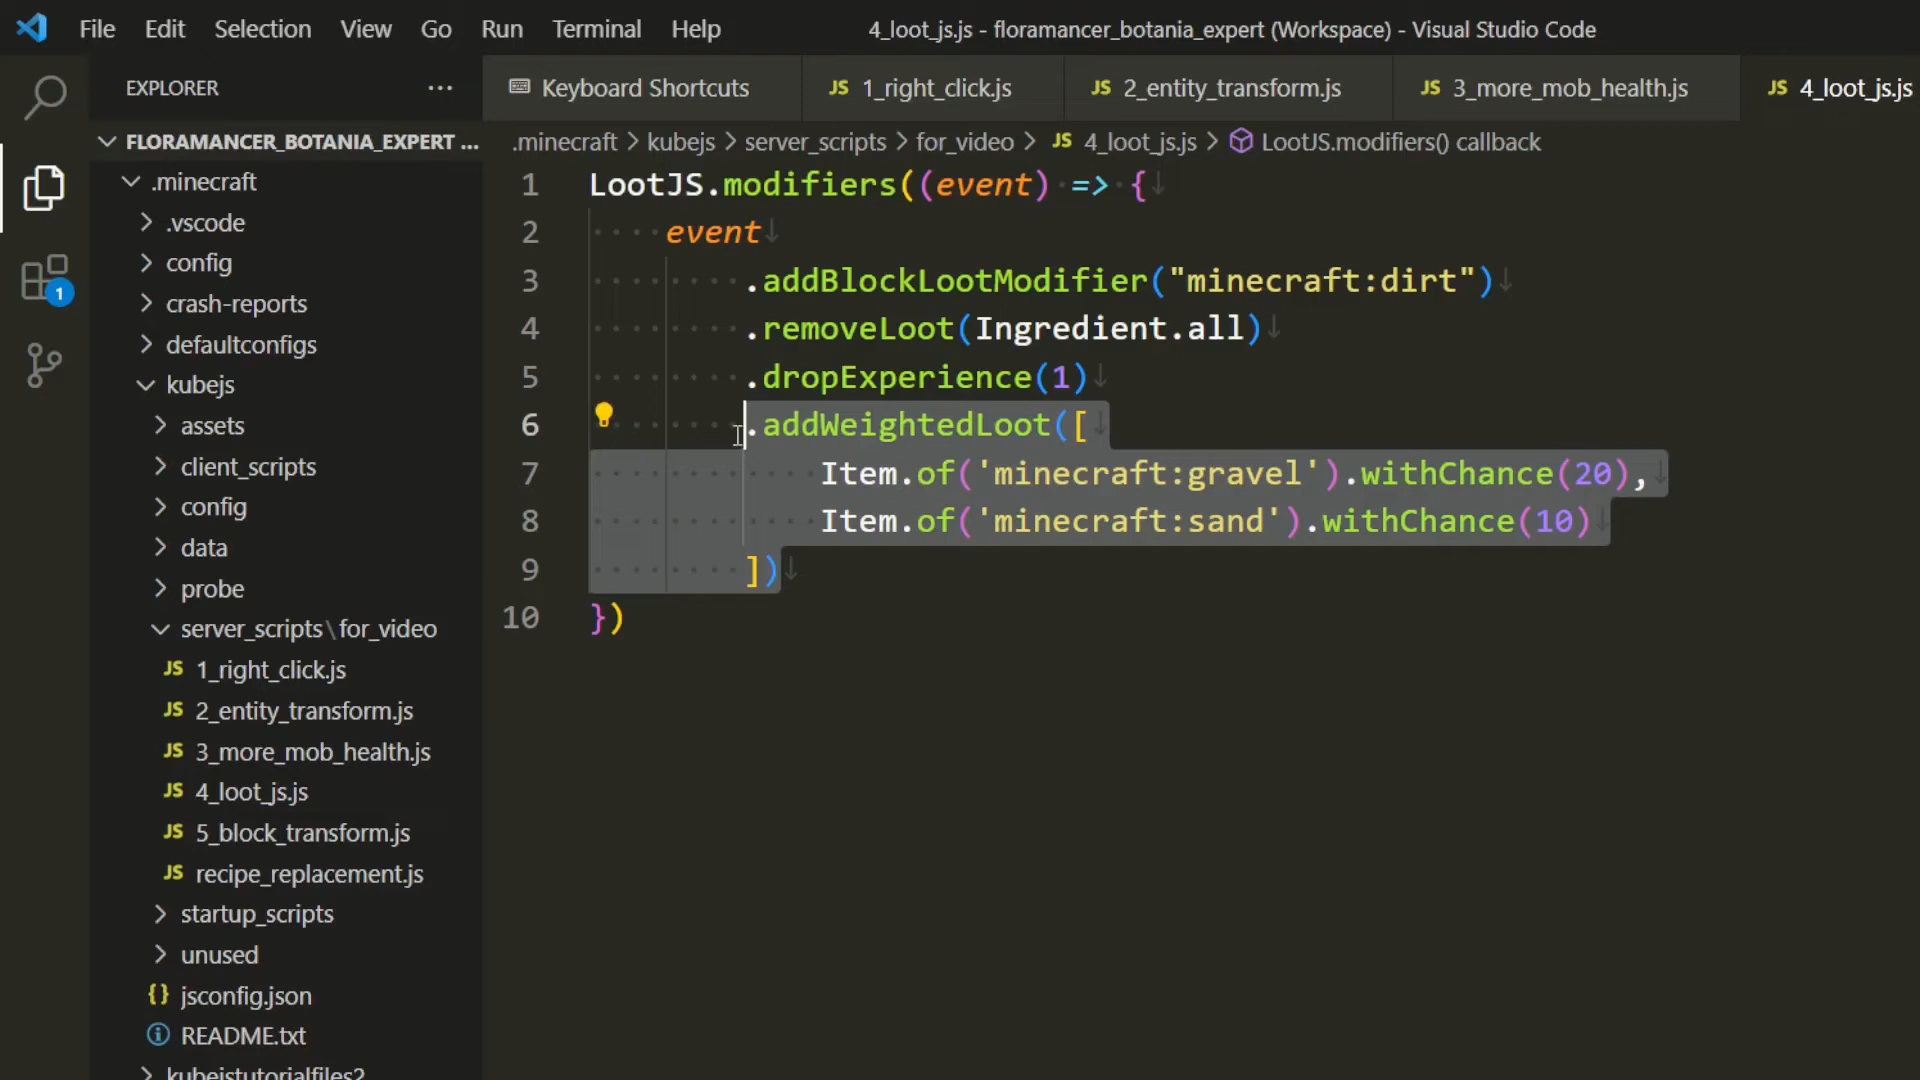 File Edit Selection View Go Run Terminal Help
4_loot_js.js - floramancer_botania_expert (Workspace) - Visual Studio Code
EXPLORER ...
Keyboard Shortcuts
JS 1_right_click.js
JS 2_entity_transform.js
JS 3_more_mob_health.js
JS 4_loot_js.js
FLORAMANCER_BOTANIA_EXPERT ...
.minecraft > kubejs > server_scripts > for_video > JS 4_loot_js.js > LootJS.modifiers() callback
.minecraft
.vscode
config
crash-reports
defaultconfigs
kubejs
assets
client_scripts
config
data
probe
server_scripts\for_video
JS 1_right_click.js
JS 2_entity_transform.js
JS 3_more_mob_health.js
JS 4_loot_js.js
JS 5_block_transform.js
JS recipe_replacement.js
startup_scripts
unused
{} jsconfig.json
README.txt
kubejstutorialfiles2
1
1 LootJS.modifiers((event) => {
2 event
3 .addBlockLootModifier("minecraft:dirt")
4 .removeLoot(Ingredient.all)
5 .dropExperience(1)
6 .addWeightedLoot([
7 Item.of('minecraft:gravel').withChance(20),
8 Item.of('minecraft:sand').withChance(10)
9 ])
10 })